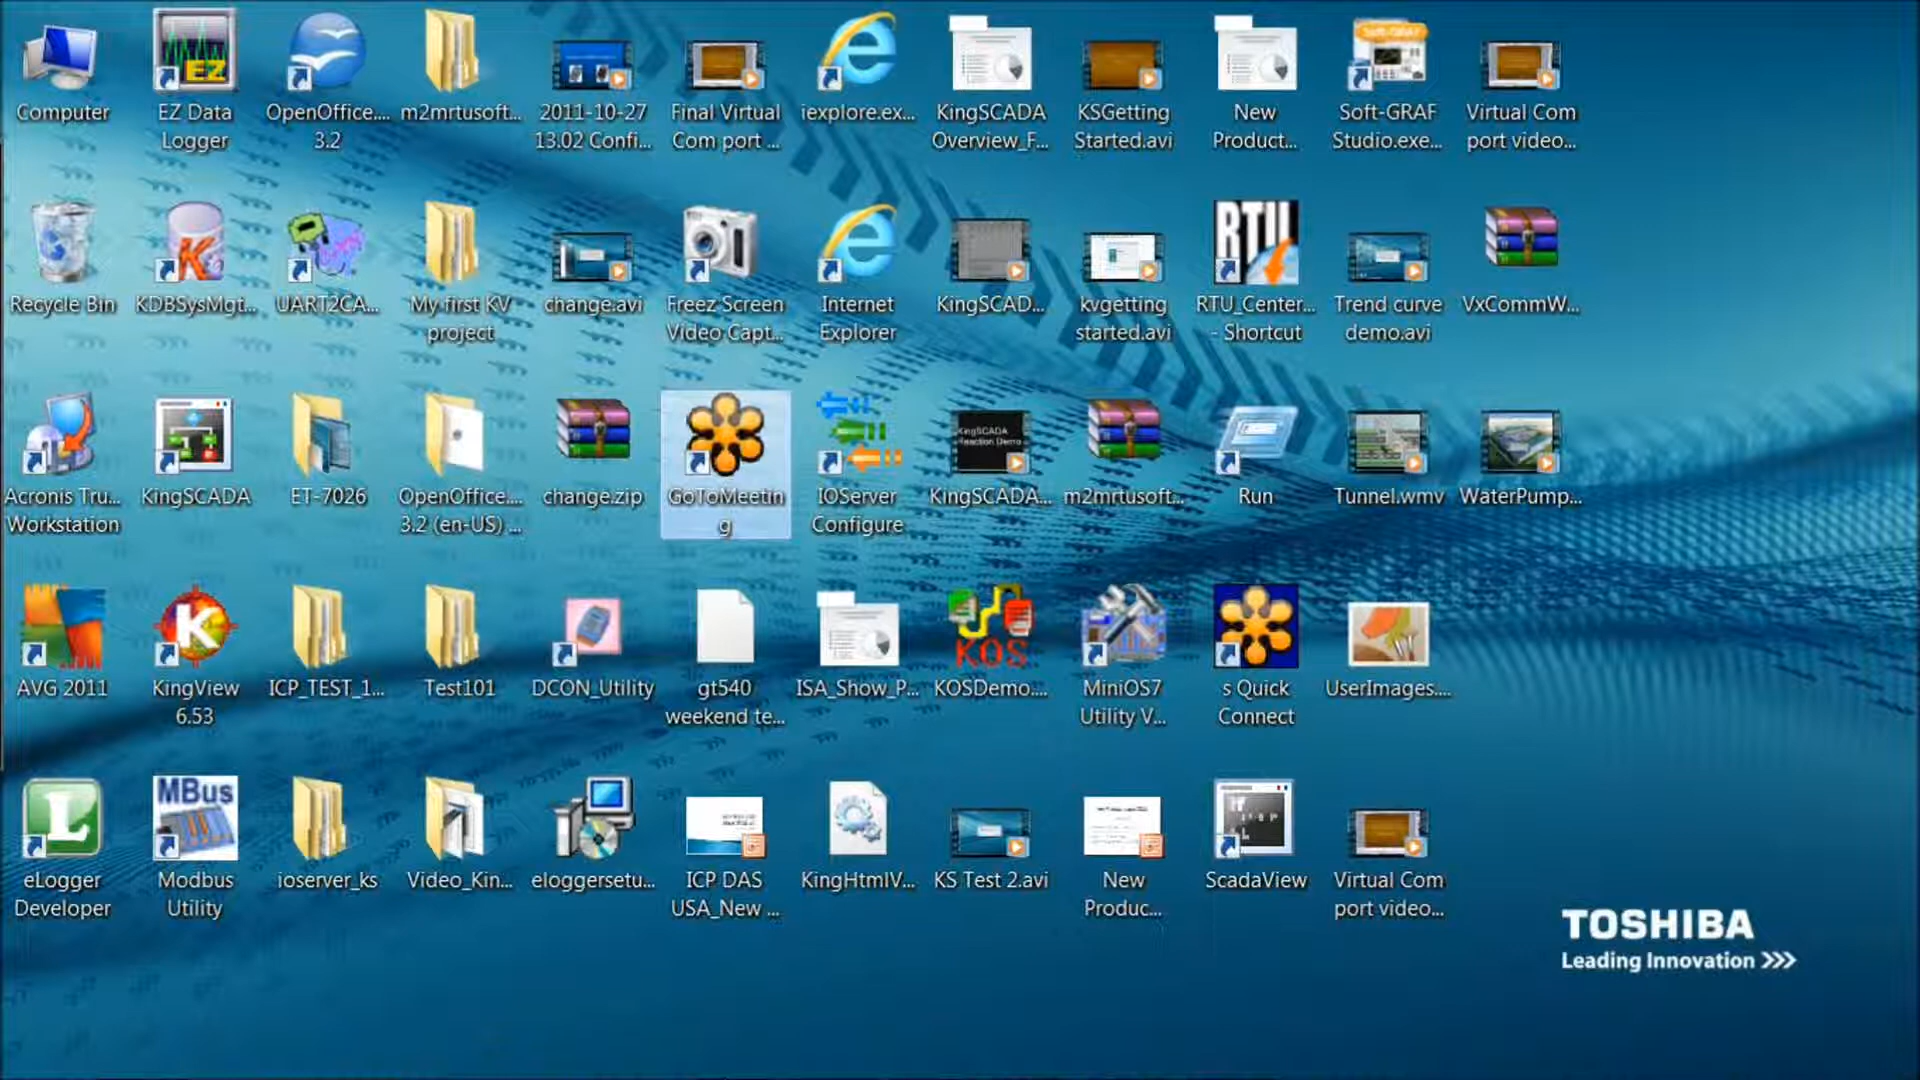 Computer
EZ Data
Logger
OpenOffice....
3.2
m2mrtusoft...
2011-10-27
13.02 Confi...
Final Virtual
Com port ...
iexplore.ex...
KingSCADA
Overview_F...
KSGetting
Started.avi
New
Product...
Soft-GRAF
Studio.exe...
Virtual Com
port video...
Recycle Bin
KDBSysMgt...
UART2CA...
My first KV
project
change.avi
Freez Screen
Video Capt...
Internet
Explorer
KingSCAD...
kvgetting
started.avi
RTU
RTU_Center...
- Shortcut
Trend curve
demo.avi
VxCommW...
Acronis Tru...
Workstation
KingSCADA
ET-7026
OpenOffice....
3.2 (en-US) ...
change.zip
GoToMeetin
g
IOServer
Configure
KingSCADA...
m2mrtusoft...
Run
Tunnel.wmv
WaterPump...
AVG 2011
KingView
6.53
ICP_TEST_1...
Test101
DCON_Utility
gt540
weekend te...
ISA_Show_P...
KOS
KOSDemo....
MiniOS7
Utility V...
s Quick
Connect
UserImages....
eLogger
Developer
MBus
Modbus
Utility
ioserver_ks
Video_Kin...
eloggersetu...
ICP DAS
USA_New ...
KingHtmlV...
KS Test 2.avi
New
Produc...
ScadaView
Virtual Com
port video...
TOSHIBA
Leading Innovation >>>